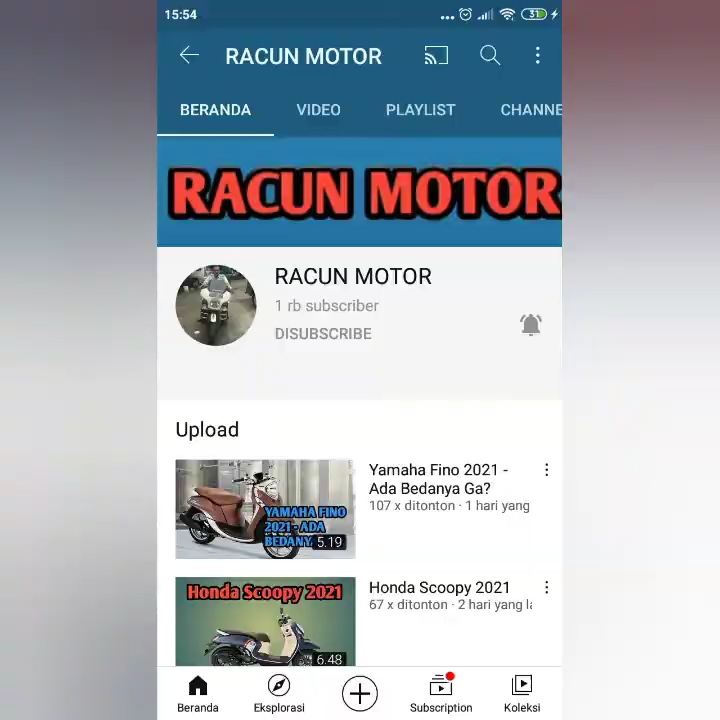 15:54
31
RACUN MOTOR
BERANDA
VIDEO
PLAYLIST
CHANNE
RACUN MOTOR
RACUN MOTOR
1 rb subscriber
DISUBSCRIBE
Upload
YAMAHA FINO
2021 - ADA
BEDANY
5.19
Yamaha Fino 2021 -
Ada Bedanya Ga?
107 x ditonton · 1 hari yang
Honda Scoopy 2021
6.48
Honda Scoopy 2021
67 x ditonton · 2 hari yang la
Beranda
Eksplorasi
Subscription
Koleksi